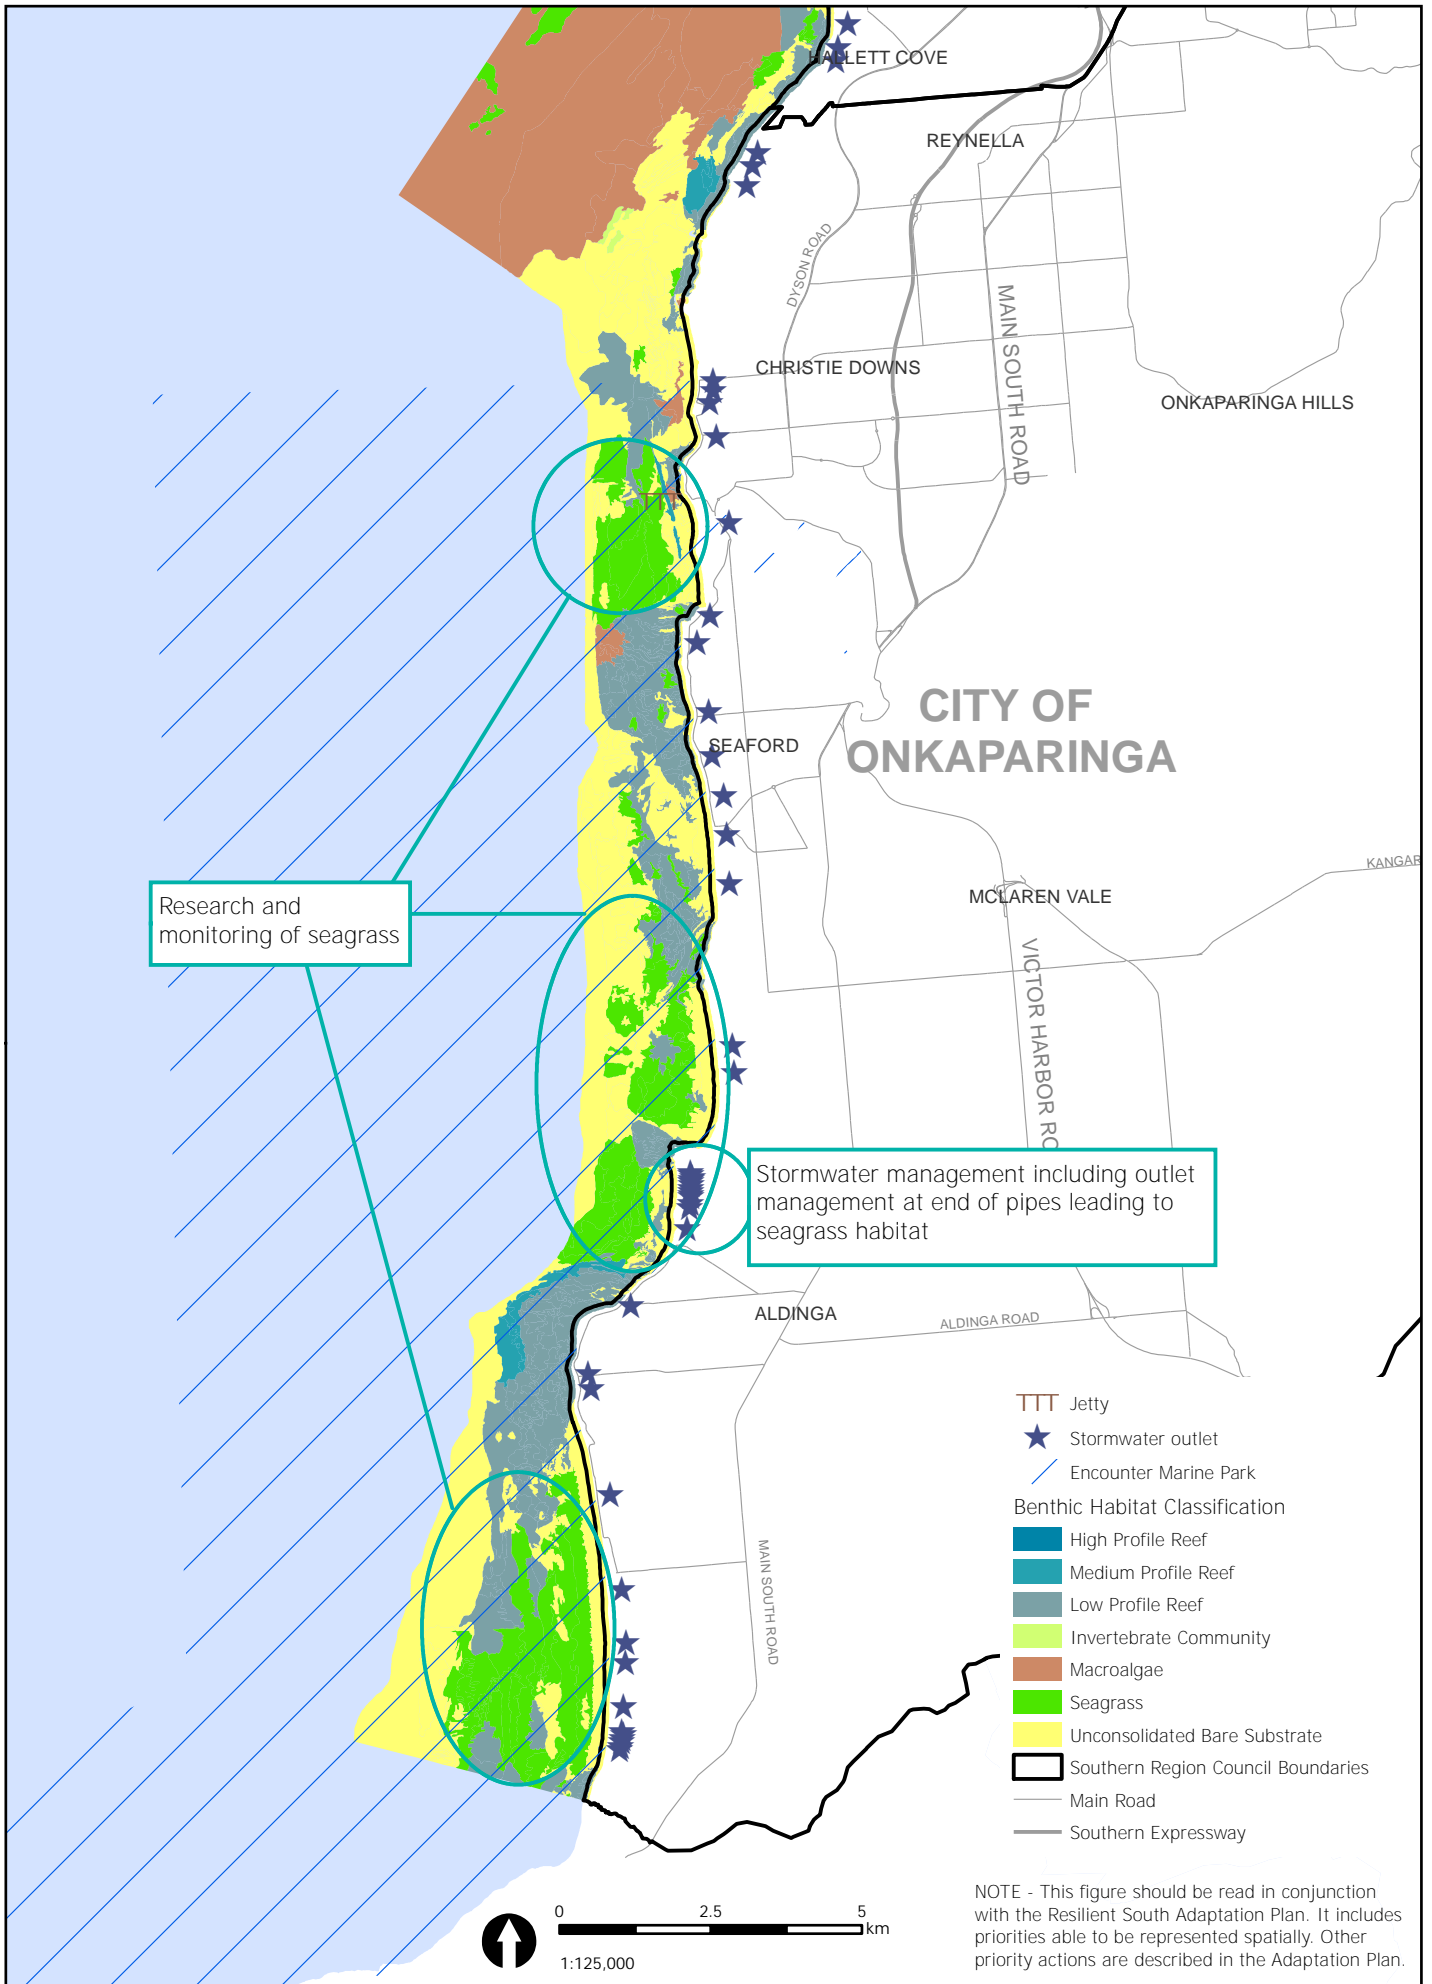 HALLETT COVE
REYNELLA
DYSON ROAD
MAIN SOUTH ROAD
CHRISTIE DOWNS
ONKAPARINGA HILLS
CITY OF
ONKAPARINGA
SEAFORD
KANGAR
Research and
monitoring of seagrass
MCLAREN VALE
VICTOR HARBOR RO
Stormwater management including outlet
management at end of pipes leading to
seagrass habitat
ALDINGA
ALDINGA ROAD
MAIN SOUTH ROAD
Jetty
Stormwater outlet
Encounter Marine Park
Benthic Habitat Classification
High Profile Reef
Medium Profile Reef
Low Profile Reef
Invertebrate Community
Macroalgae
Seagrass
Unconsolidated Bare Substrate
Southern Region Council Boundaries
Main Road
Southern Expressway
0 2.5 5
km
1:125,000
NOTE - This figure should be read in conjunction
with the Resilient South Adaptation Plan. It includes
priorities able to be represented spatially. Other
priority actions are described in the Adaptation Plan.